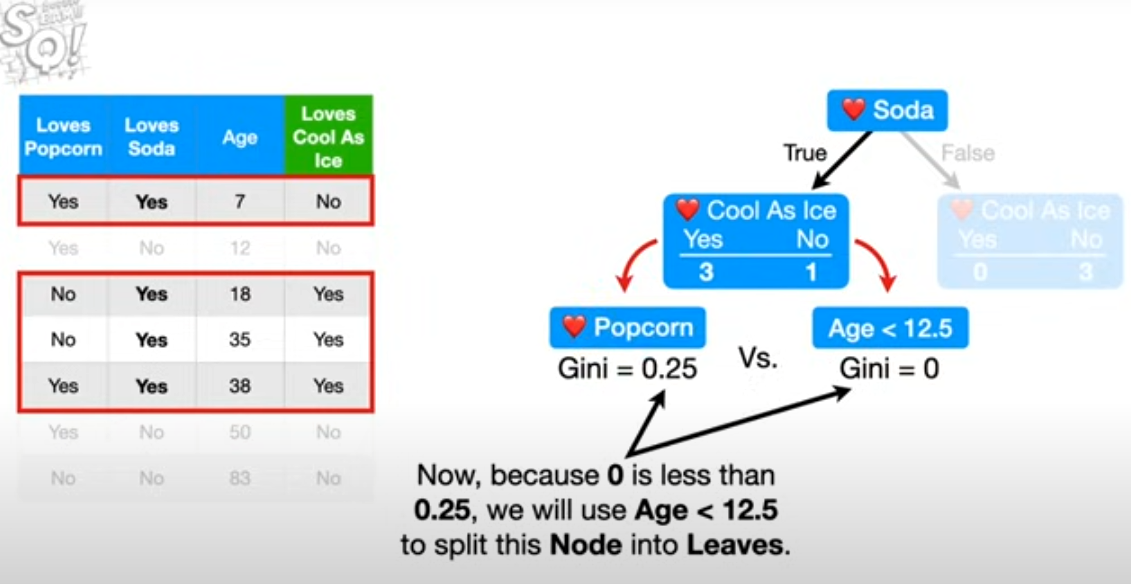 SQ!
Loves Popcorn Loves Soda Age Loves Cool As Ice
Yes Yes 7 No
Yes No 12 No
No Yes 18 Yes
No Yes 35 Yes
Yes Yes 38 Yes
Yes No 50 No
No No 83 No
❤️ Soda
True False
❤️ Cool As Ice ❤️ Cool As Ice
Yes No Yes No
3 1 0 3
❤️ Popcorn Vs. Age < 12.5
Gini = 0.25 Gini = 0
Now, because 0 is less than
0.25, we will use Age < 12.5
to split this Node into Leaves.